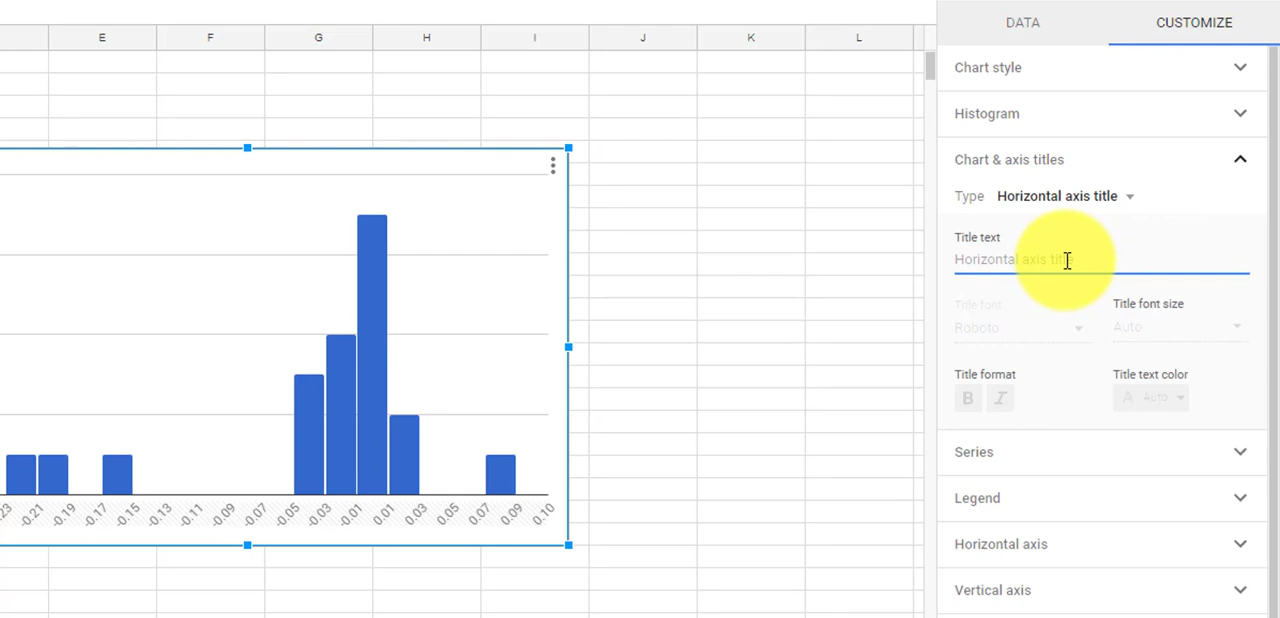 DATA CUSTOMIZE
E F G H I J K L
Chart style
Histogram
Chart & axis titles
Type Horizontal axis title
Title text
Horizontal axis title
Title font Title font size
Roboto Auto
Title format Title text color
B I A Auto
Series
Legend
Horizontal axis
Vertical axis
-0.21 -0.19 -0.17 -0.15 -0.13 -0.11 -0.09 -0.07 -0.05 -0.03 -0.01 0.01 0.03 0.05 0.07 0.09 0.10